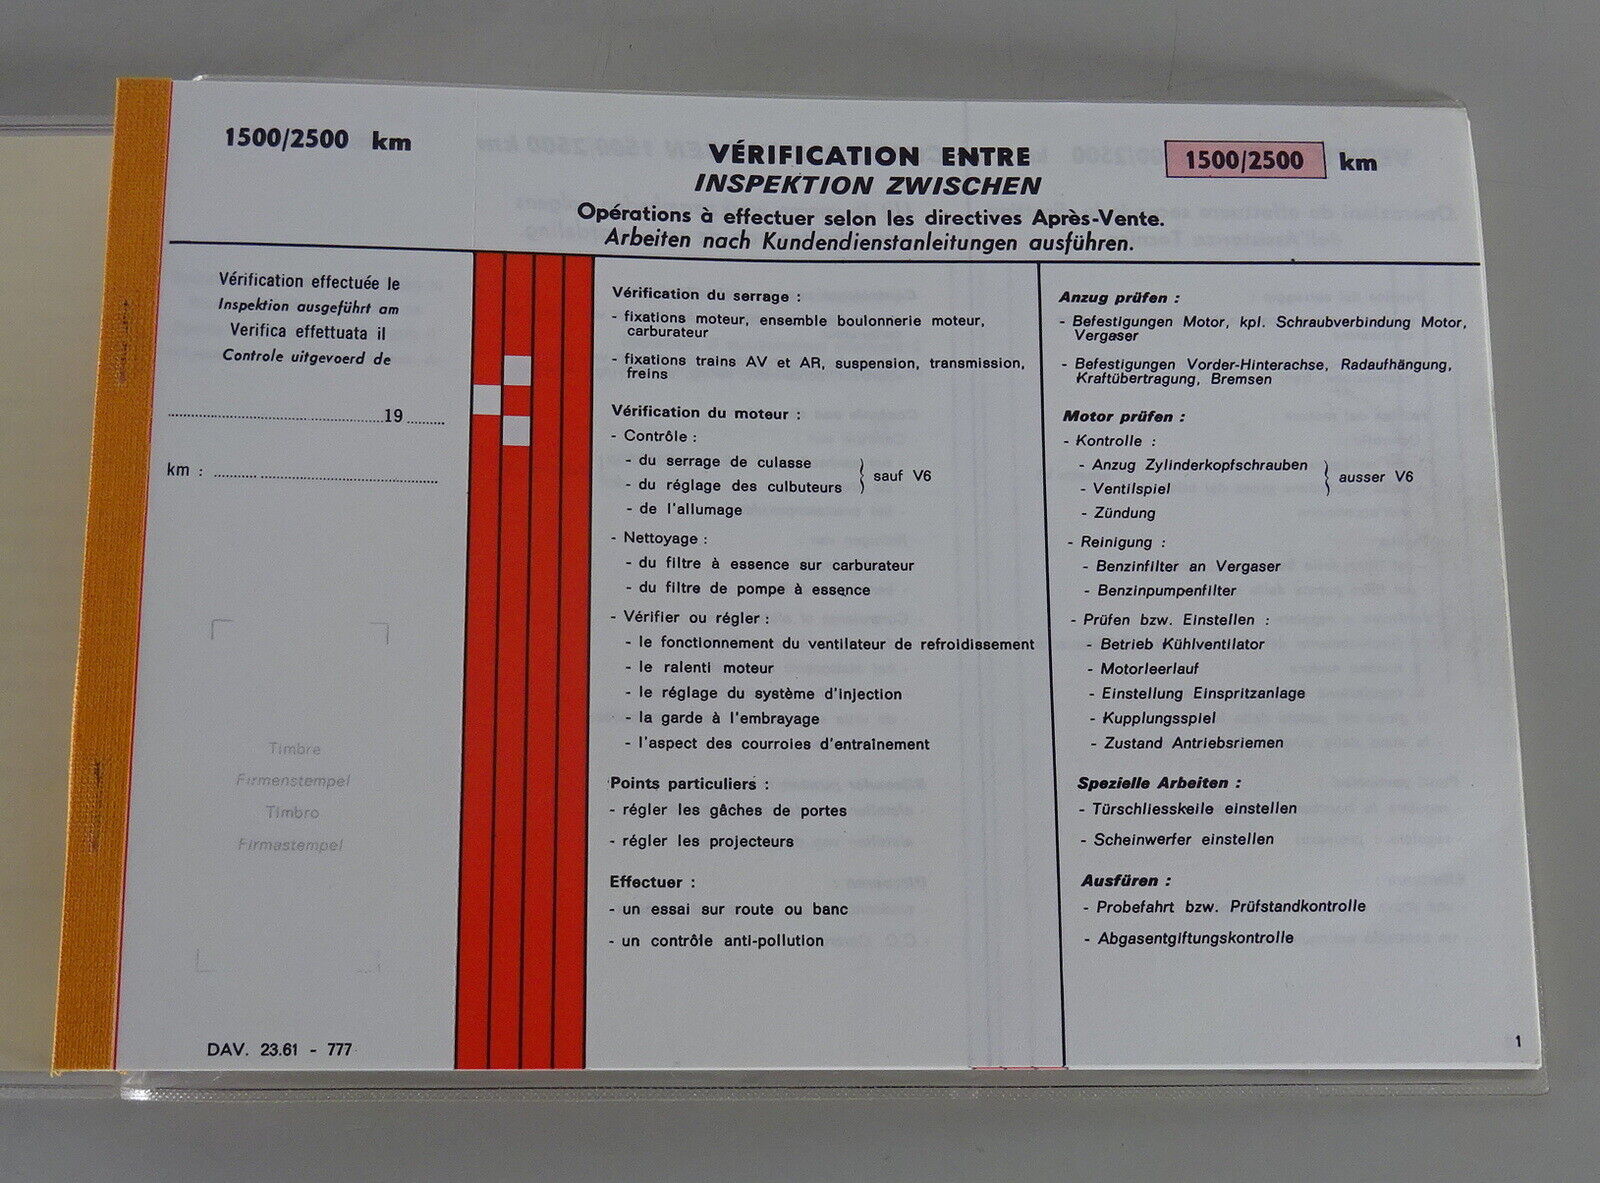 1500/2500 km
Vérification effectuée le
Inspektion ausgeführt am
Verifica effettuata il
Controle uitgevoerd de
19
km :
Timbre
Firmenstempel
Timbro
Firmastempel
DAV. 23.61 - 777
VÉRIFICATION ENTRE 1500/2500 km
INSPEKTION ZWISCHEN
Opérations à effectuer selon les directives Après-Vente.
Arbeiten nach Kundendienstanleitungen ausführen.
Vérification du serrage :
- fixations moteur, ensemble boulonnerie moteur,
carburateur
- fixations trains AV et AR, suspension, transmission,
freins
Vérification du moteur :
- Contrôle :
- du serrage de culasse
- du réglage des culbuteurs
sauf V6
- de l'allumage
- Nettoyage :
- du filtre à essence sur carburateur
- du filtre de pompe à essence
- Vérifier ou régler :
- le fonctionnement du ventilateur de refroidissement
- le ralenti moteur
- le réglage du système d'injection
- la garde à l'embrayage
- l'aspect des courroies d'entraînement
Points particuliers :
- régler les gâches de portes
- régler les projecteurs
Effectuer :
- un essai sur route ou banc
- un contrôle anti-pollution
Anzug prüfen :
- Befestigungen Motor, kpl. Schraubverbindung Motor,
Vergaser
- Befestigungen Vorder-Hinterachse, Radaufhängung,
Kraftübertragung, Bremsen
Motor prüfen :
- Kontrolle :
- Anzug Zylinderkopfschrauben
- Ventilspiel
ausser V6
- Zündung
- Reinigung :
- Benzinfilter an Vergaser
- Benzinpumpenfilter
- Prüfen bzw. Einstellen :
- Betrieb Kühlventilator
- Motorleerlauf
- Einstellung Einspritzanlage
- Kupplungsspiel
- Zustand Antriebsriemen
Spezielle Arbeiten :
- Türschliesskeile einstellen
- Scheinwerfer einstellen
Ausfüren :
- Probefahrt bzw. Prüfstandkontrolle
- Abgasentgiftungskontrolle
1